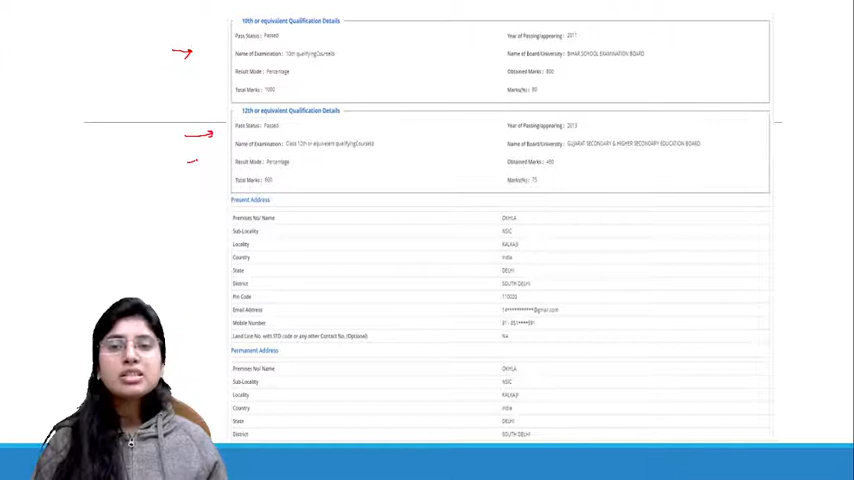 10th or equivalent Qualification Details
Pass Status : Passed Year of Passing/appearing : 2011
Name of Examination : 10th qualifyingCourseId Name of Board/University : BIHAR SCHOOL EXAMINATION BOARD
Result Mode : Percentage Obtained Marks : 800
Total Marks : 1000 Marks(%) : 80
12th or equivalent Qualification Details
Pass Status : Passed Year of Passing/appearing : 2013
Name of Examination : Class 12th or equivalent qualifyingCourseId Name of Board/University : GUJARAT SECONDARY & HIGHER SECONDARY EDUCATION BOARD
Result Mode : Percentage Obtained Marks : 450
Total Marks : 600 Marks(%) : 75
Present Address
Premises No/ Name OKHLA
Sub-Locality NSIC
Locality KALKAJI
Country India
State DELHI
District SOUTH DELHI
Pin Code
Email Address @gmail.com
Mobile Number
Land Line No. with STD code or any other Contact No. (Optional) NA
Permanent Address
Premises No/ Name OKHLA
Sub-Locality NSIC
Locality KALKAJI
Country India
State DELHI
District SOUTH DELHI